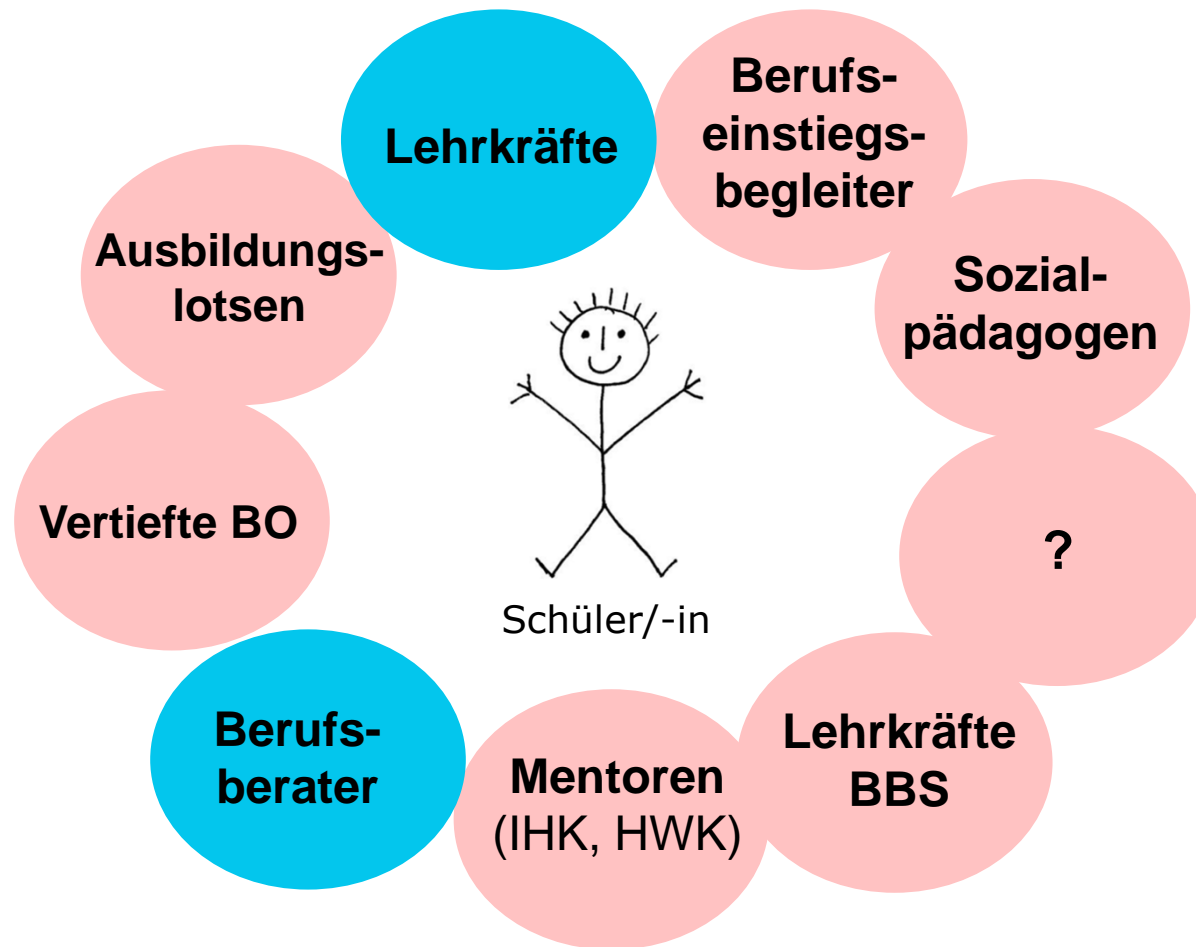 Lehrkräfte
Berufs-
einstiegs-
begleiter
Sozial-
pädagogen
?
Lehrkräfte
BBS
Mentoren
(IHK, HWK)
Berufs-
berater
Vertiefte BO
Ausbildungs-
lotsen
Schüler/-in